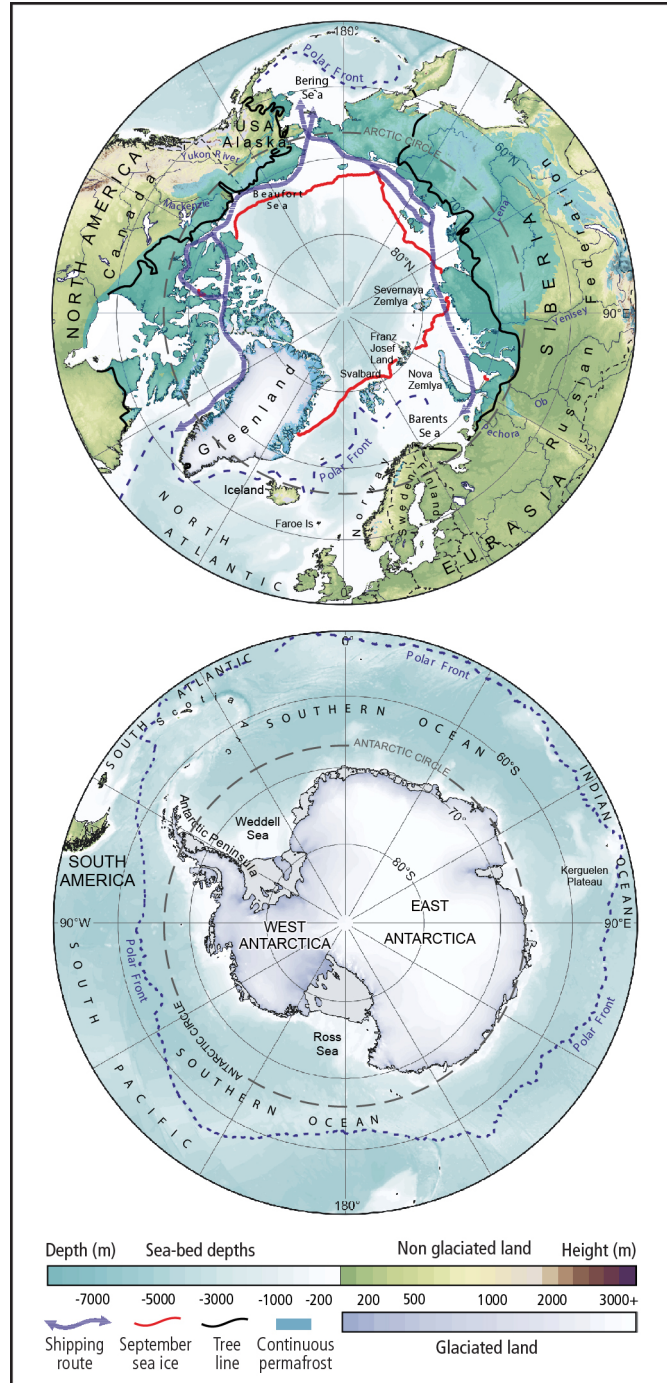 180°
Polar Front
Bering
Sea
USA
Alaska
ARCTIC CIRCLE
Yukon River
60°N
NORTH AMERICA
Canada
Mackenzie
Beaufort
Sea
70°
Lena
SIBERIA
Russian Federation
80°N
Severnaya
Zemlya
Yenisey
90°E
Franz
Josef
Land
Svalbard
Nova
Zemlya
Greenland
Ob
Barents
Sea
Pechora
Polar Front
Iceland
Norway
Sweden
Finland
EURASIA
Faroe Is
NORTH
ATLANTIC
0°
0°
Polar Front
SOUTH ATLANTIC
Scotia Arc
SOUTHERN OCEAN
ANTARCTIC CIRCLE
60°S
INDIAN OCEAN
Weddell
Sea
70°
Antarctic Peninsula
80°S
SOUTH
AMERICA
Kerguelen
Plateau
EAST
ANTARCTICA
WEST
ANTARCTICA
90°W
90°E
Polar Front
Polar Front
Ross
Sea
ANTARCTIC CIRCLE
SOUTHERN OCEAN
SOUTH PACIFIC
180°
Depth (m) Sea-bed depths Non glaciated land Height (m)
-7000 -5000 -3000 -1000 -200 200 500 1000 2000 3000+
Shipping
route
September
sea ice
Tree
line
Continuous
permafrost
Glaciated land